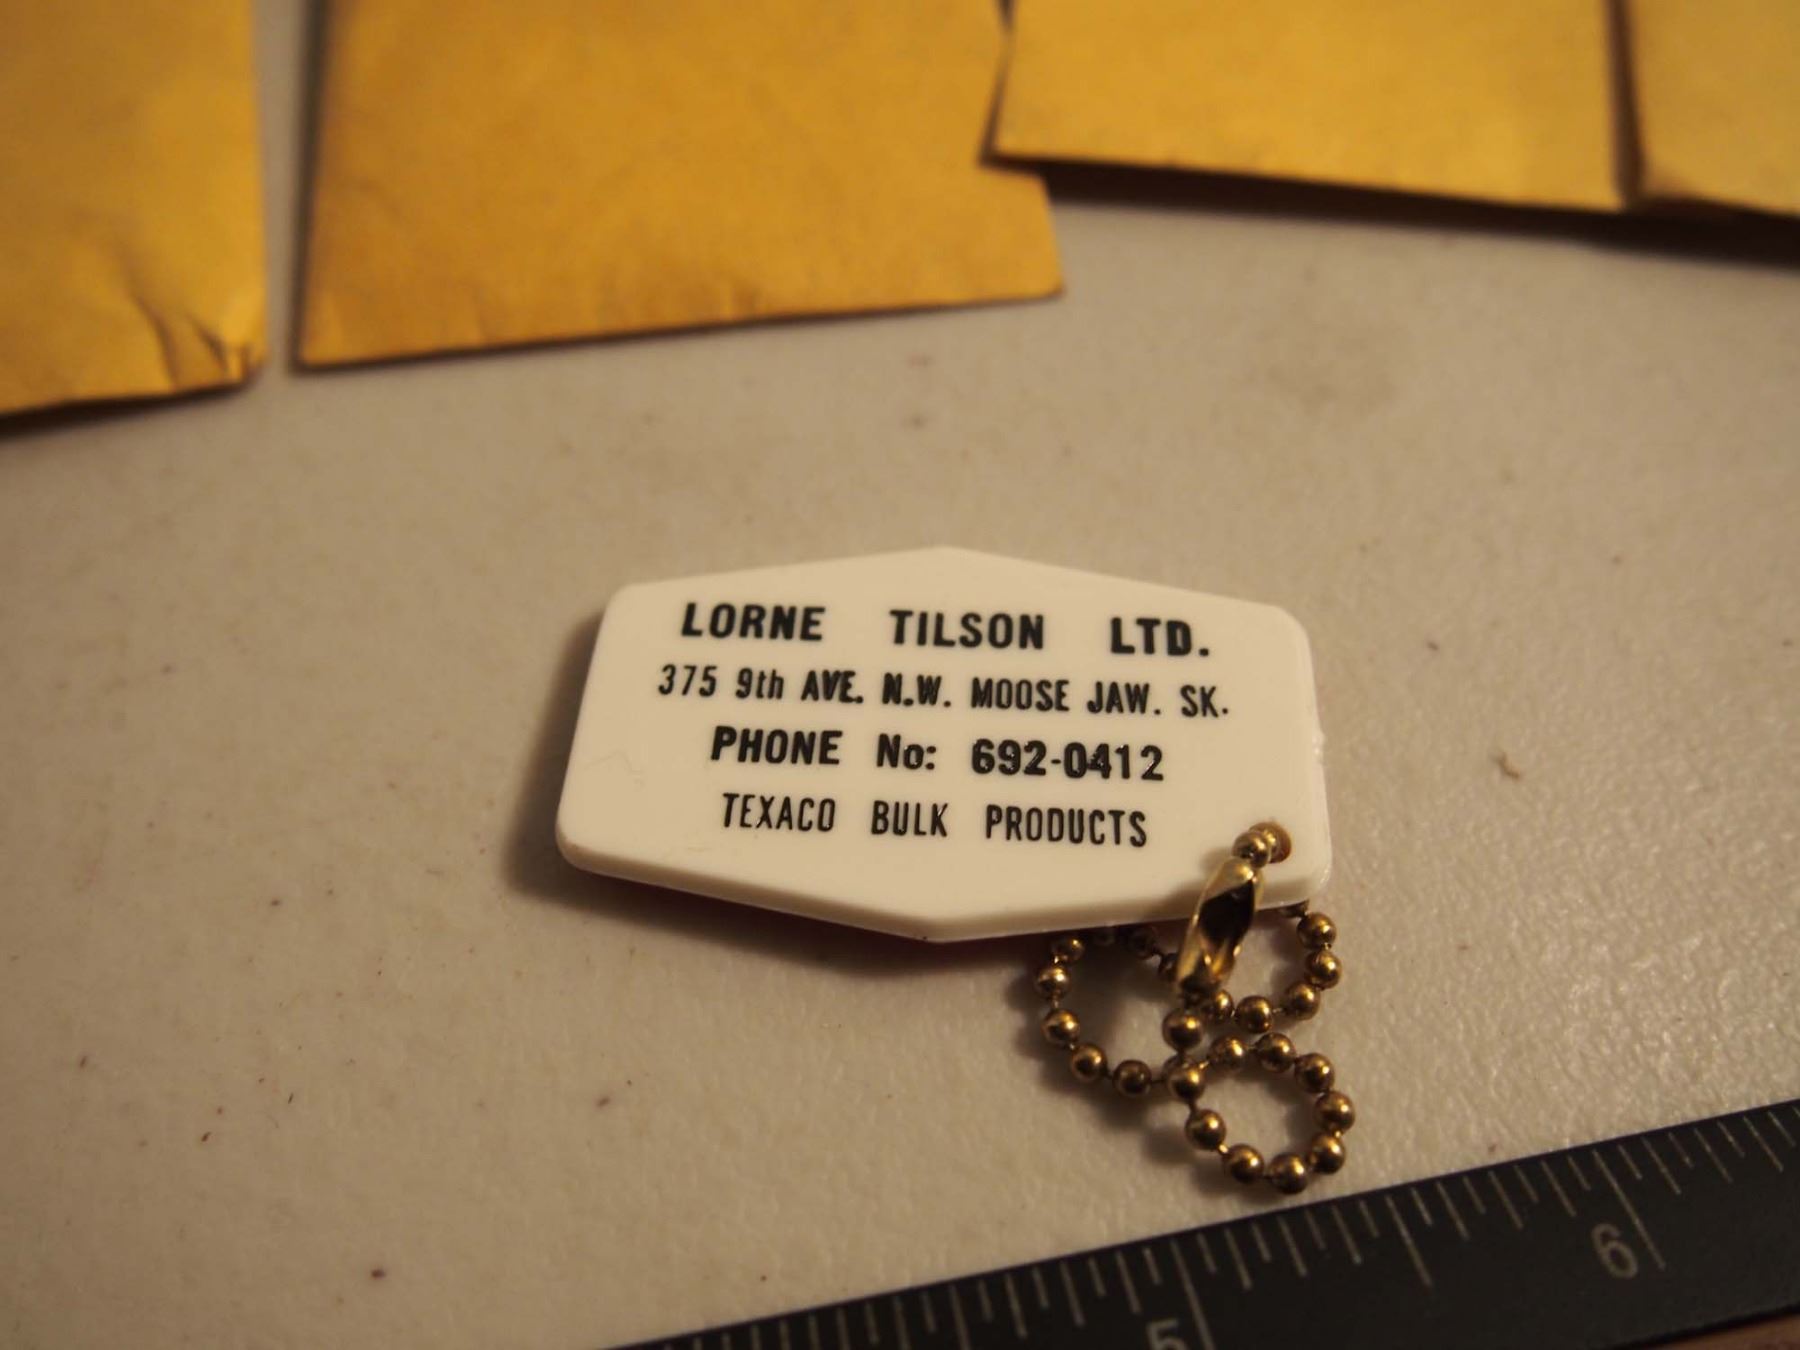 LORNE TILSON LTD.
375 9th AVE. N.W. MOOSE JAW. SK.
PHONE No: 692-0412
TEXACO BULK PRODUCTS
5
6